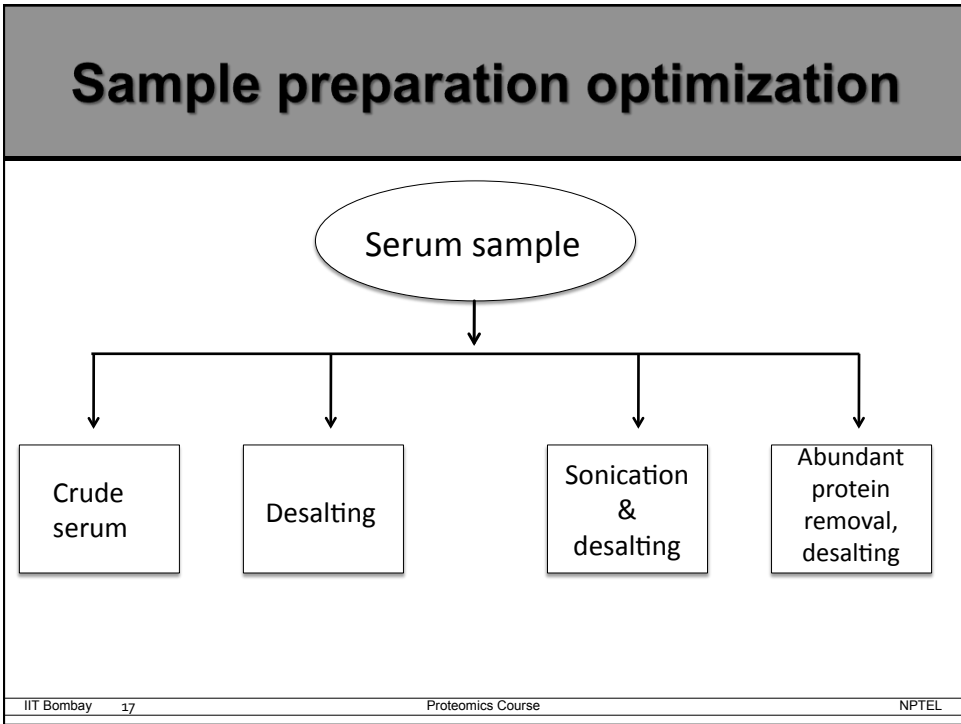 Sample preparation optimization
Serum sample
Crude
serum
Desalting
Sonication
&
desalting
Abundant
protein
removal,
desalting
IIT Bombay 17 Proteomics Course NPTEL